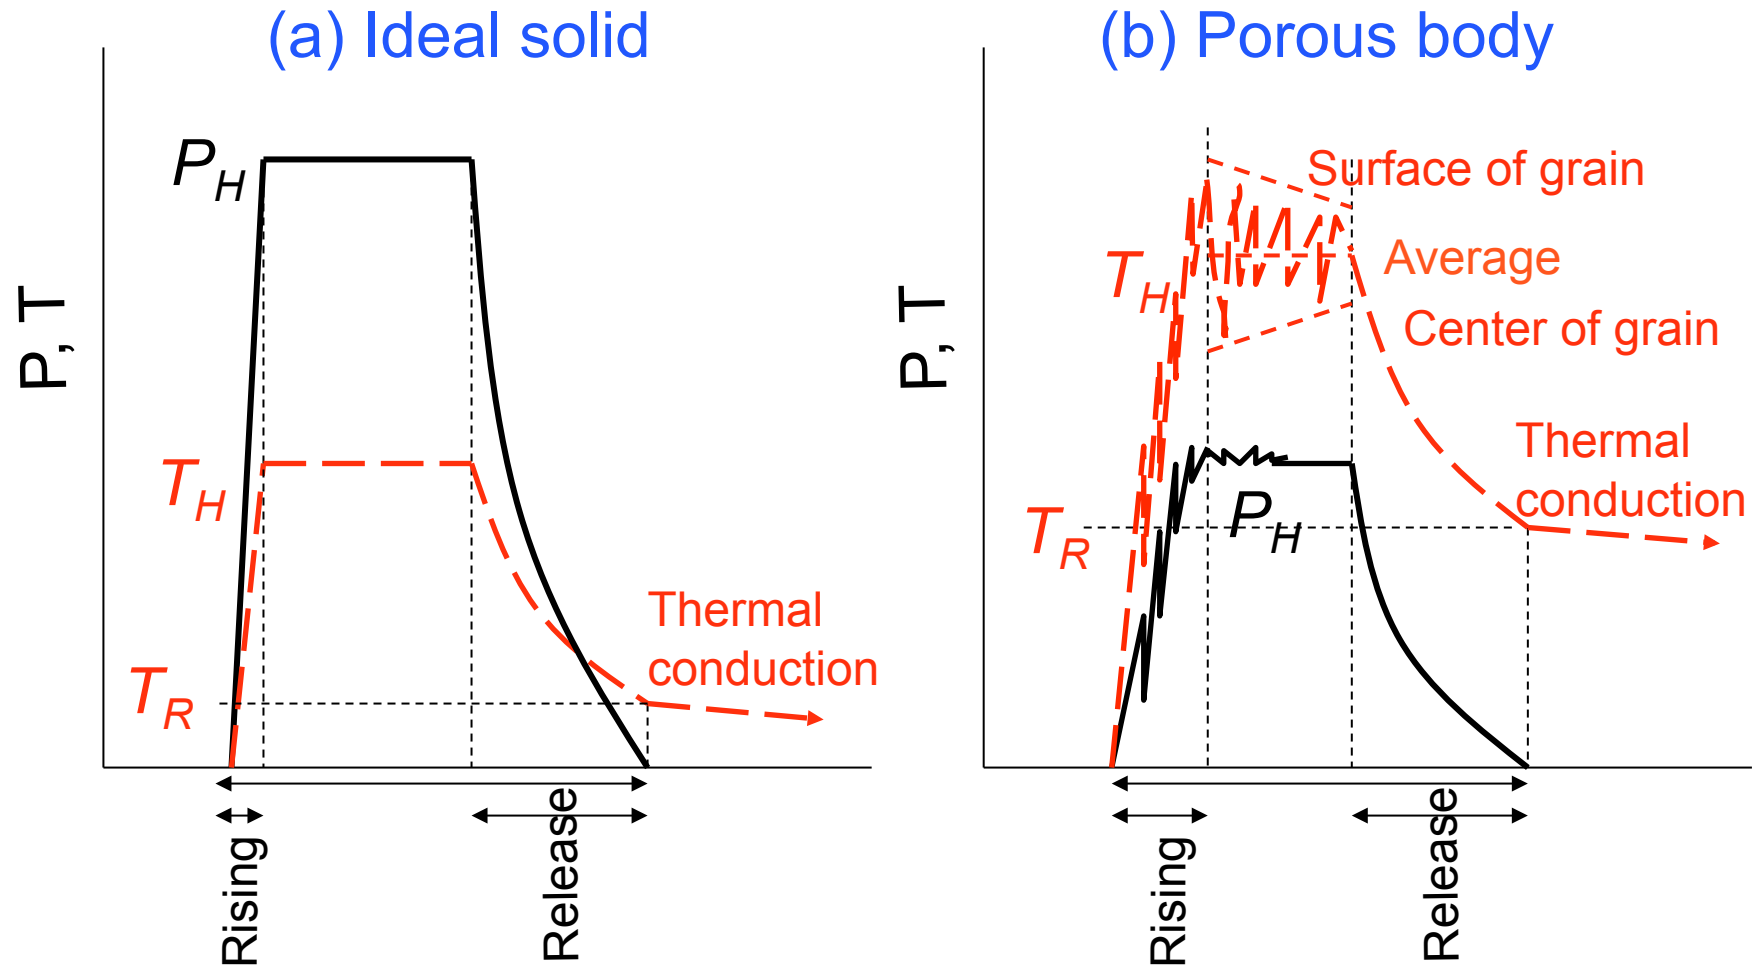 (a) Ideal solid
P, T
P_H
T_H
T_R
Thermal
conduction
Rising
Release
(b) Porous body
P, T
Surface of grain
T_H
Average
Center of grain
Thermal
conduction
T_R
P_H
Rising
Release